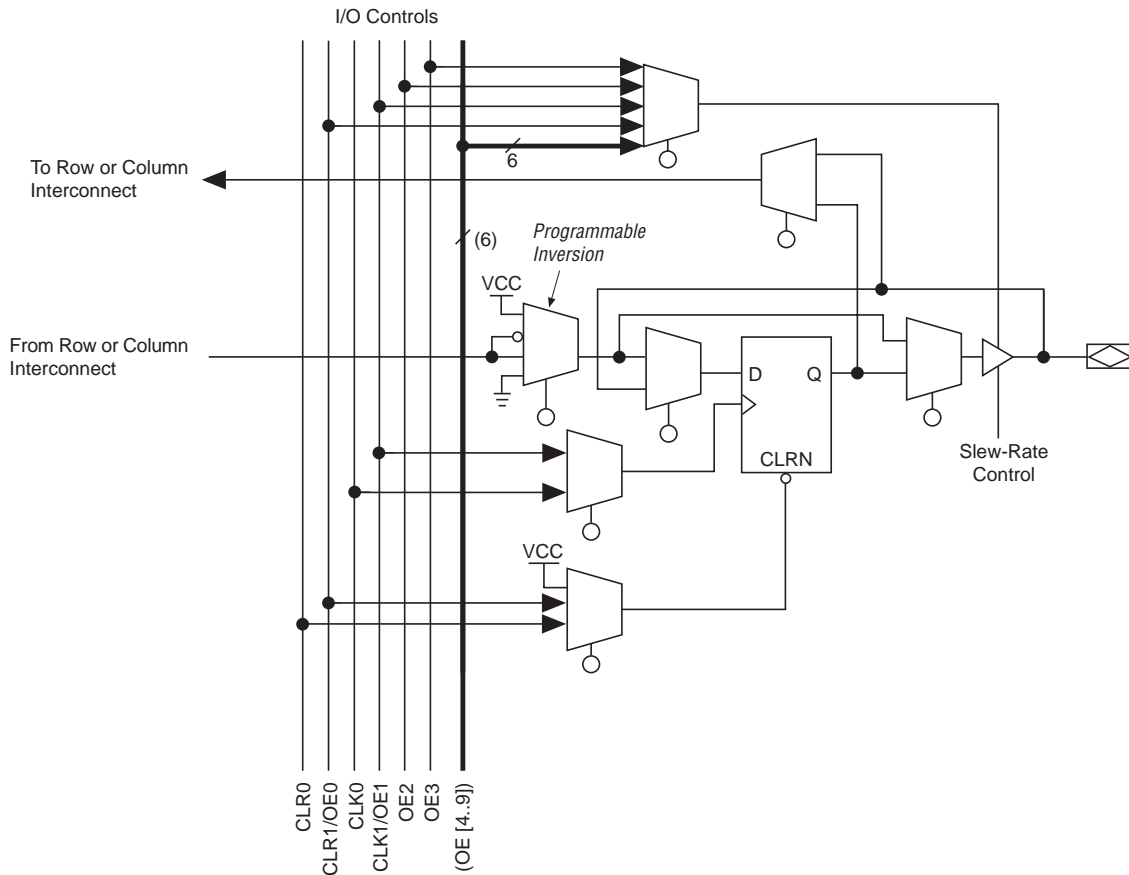 I/O Controls
6
To Row or Column
Interconnect
(6)
Programmable
Inversion
VCC
From Row or Column
Interconnect
D
Q
CLRN
Slew-Rate
Control
VCC
CLR0
CLR1/OE0
CLK0
CLK1/OE1
OE2
OE3
(OE [4..9])